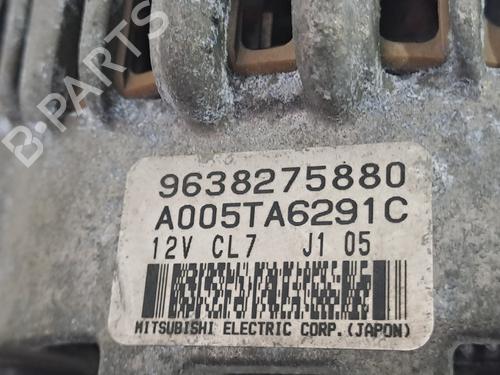 B-PARTS
9638275880
A005TA6291C
12V CL7 J1 05
MITSUBISHI ELECTRIC CORP.(JAPON)